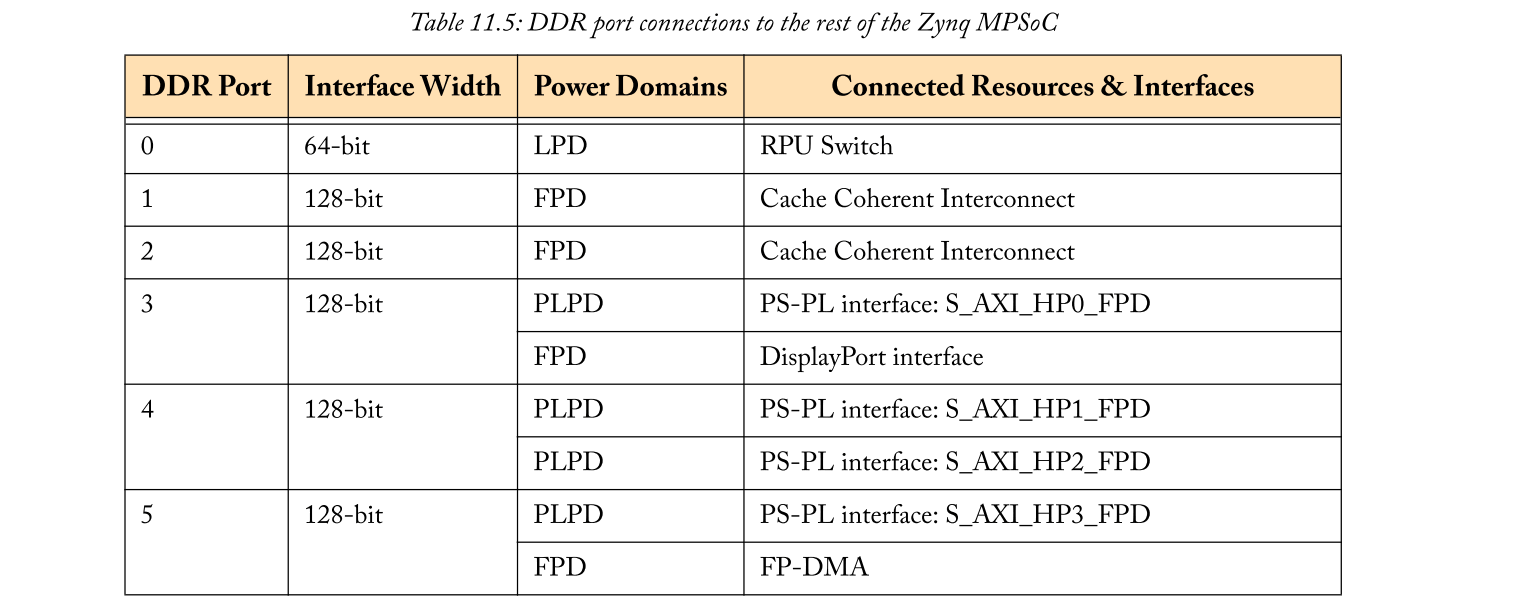 Table 11.5: DDR port connections to the rest of the Zynq MPSoC
DDR Port Interface Width Power Domains Connected Resources & Interfaces
0 64-bit LPD RPU Switch
1 128-bit FPD Cache Coherent Interconnect
2 128-bit FPD Cache Coherent Interconnect
3 128-bit PLPD PS-PL interface: S_AXI_HP0_FPD
FPD DisplayPort interface
4 128-bit PLPD PS-PL interface: S_AXI_HP1_FPD
PLPD PS-PL interface: S_AXI_HP2_FPD
5 128-bit PLPD PS-PL interface: S_AXI_HP3_FPD
FPD FP-DMA